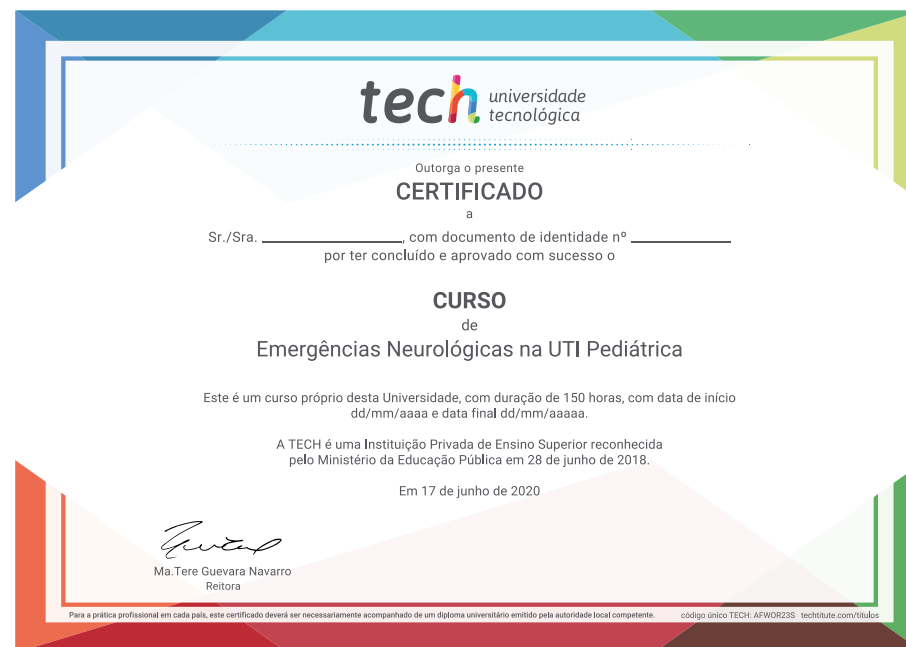 tech universidade
tecnológica
Outorga o presente
CERTIFICADO
a
Sr./Sra. ____________________, com documento de identidade nº ______________
por ter concluído e aprovado com sucesso o
CURSO
de
Emergências Neurológicas na UTI Pediátrica
Este é um curso próprio desta Universidade, com duração de 150 horas, com data de início
dd/mm/aaaa e data final dd/mm/aaaaa.
A TECH é uma Instituição Privada de Ensino Superior reconhecida
pelo Ministério da Educação Pública em 28 de junho de 2018.
Em 17 de junho de 2020
Ma.Tere Guevara Navarro
Reitora
Para a prática profissional em cada país, este certificado deverá ser necessariamente acompanhado de um diploma universitário emitido pela autoridade local competente. código único TECH: AFWOR23S techtitute.com/titulos